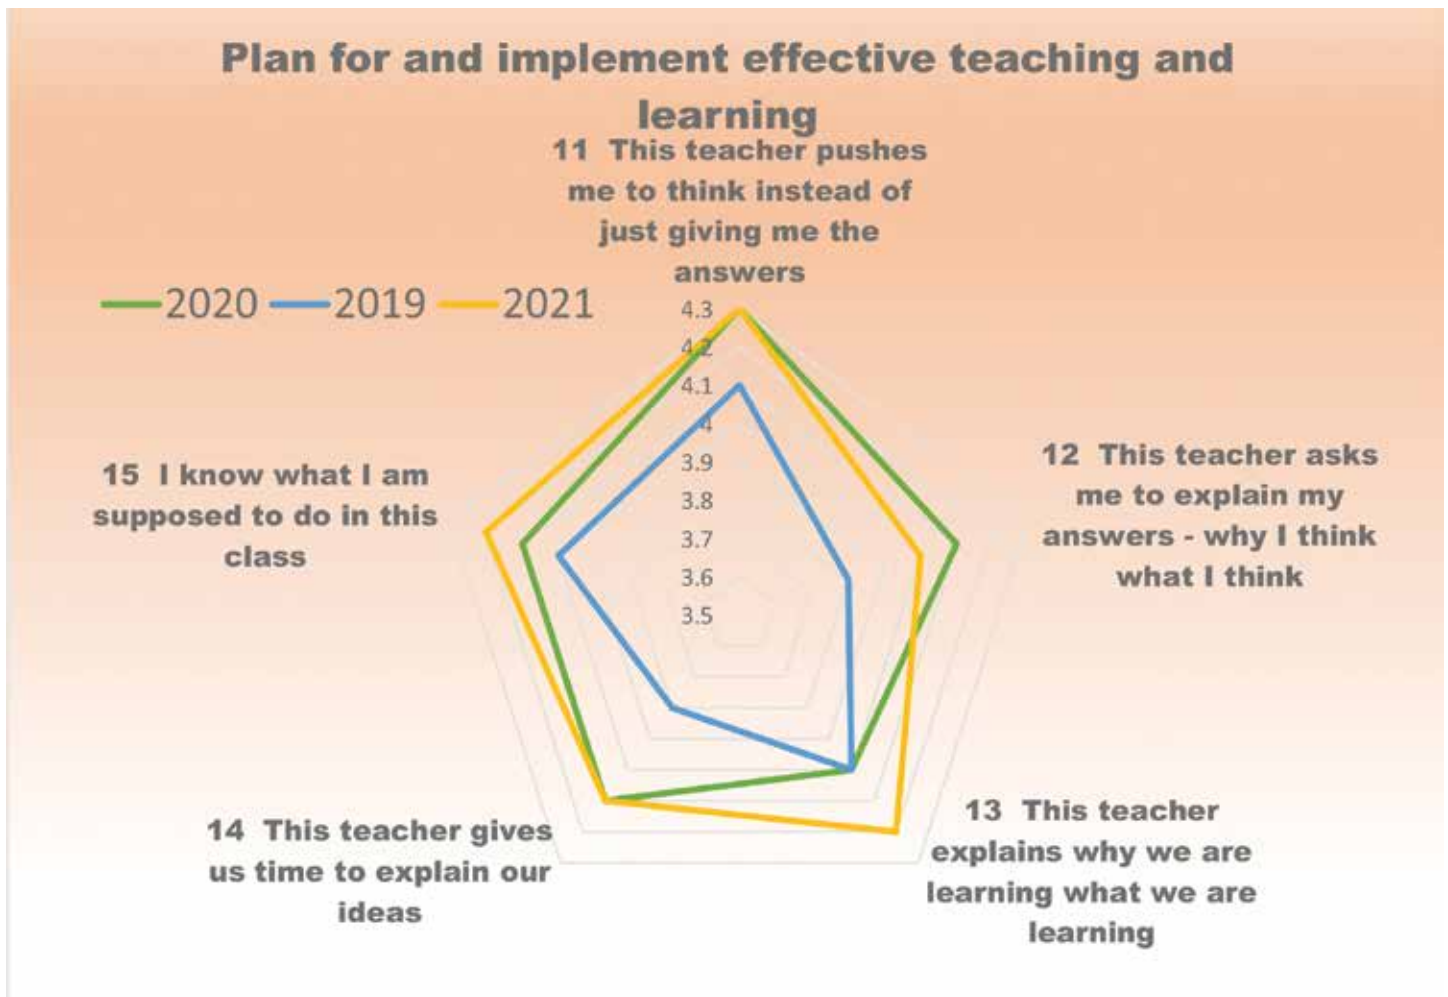 Plan for and implement effective teaching and
learning
11 This teacher pushes
me to think instead of
just giving me the
answers
2020 2019 2021
4.3
4.2
4.1
4
3.9
3.8
3.7
3.6
3.5
12 This teacher asks
me to explain my
answers - why I think
what I think
13 This teacher
explains why we are
learning what we are
learning
14 This teacher gives
us time to explain our
ideas
15 I know what I am
supposed to do in this
class